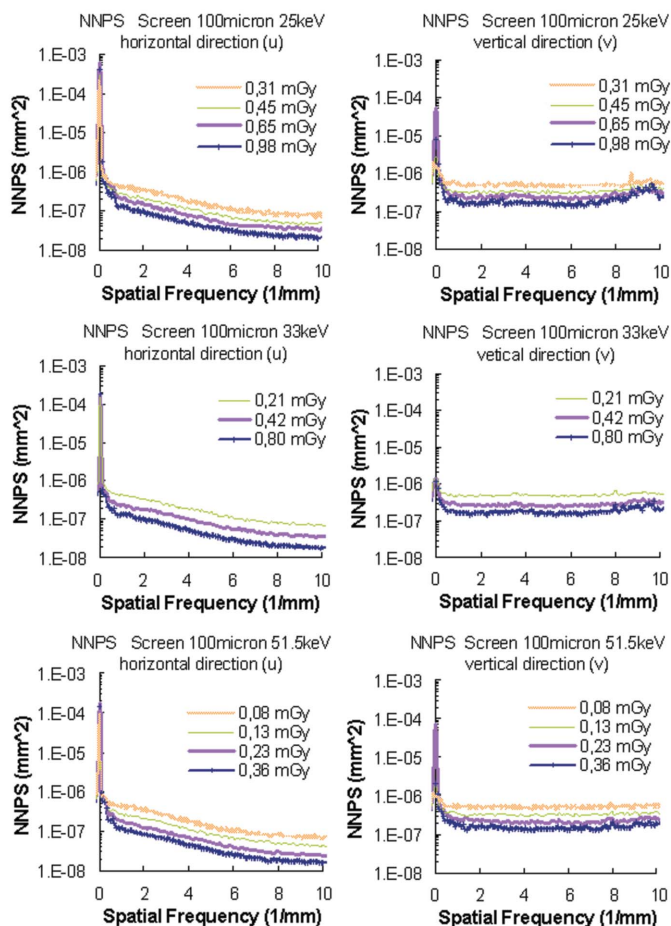 NNPS Screen 100micron 25keV
horizontal direction (u)
NNPS (mm^2)
1.E-03
1.E-04
1.E-05
1.E-06
1.E-07
1.E-08
0,31 mGy
0,45 mGy
0,65 mGy
0,98 mGy
0 2 4 6 8 10
Spatial Frequency (1/mm)
NNPS Screen 100micron 25keV
vertical direction (v)
NNPS (mm^2)
1.E-03
1.E-04
1.E-05
1.E-06
1.E-07
1.E-08
0,31 mGy
0,45 mGy
0,65 mGy
0,98 mGy
0 2 4 6 8 10
Spatial Frequency (1/mm)
NNPS Screen 100micron 33keV
horizontal direction (u)
NNPS (mm^2)
1.E-03
1.E-04
1.E-05
1.E-06
1.E-07
1.E-08
0,21 mGy
0,42 mGy
0,80 mGy
0 2 4 6 8 10
Spatial Frequency (1/mm)
NNPS Screen 100micron 33keV
vetical direction (v)
NNPS (mm^2)
1.E-03
1.E-04
1.E-05
1.E-06
1.E-07
1.E-08
0,21 mGy
0,42 mGy
0,80 mGy
0 2 4 6 8 10
Spatial Frequency (1/mm)
NNPS Screen 100micron 51.5keV
horizontal direction (u)
NNPS (mm^2)
1.E-03
1.E-04
1.E-05
1.E-06
1.E-07
1.E-08
0,08 mGy
0,13 mGy
0,23 mGy
0,36 mGy
0 2 4 6 8 10
Spatial Frequency (1/mm)
NNPS Screen 100micron 51.5keV
vertical direction (v)
NNPS (mm^2)
1.E-03
1.E-04
1.E-05
1.E-06
1.E-07
1.E-08
0,08 mGy
0,13 mGy
0,23 mGy
0,36 mGy
0 2 4 6 8 10
Spatial Frequency (1/mm)